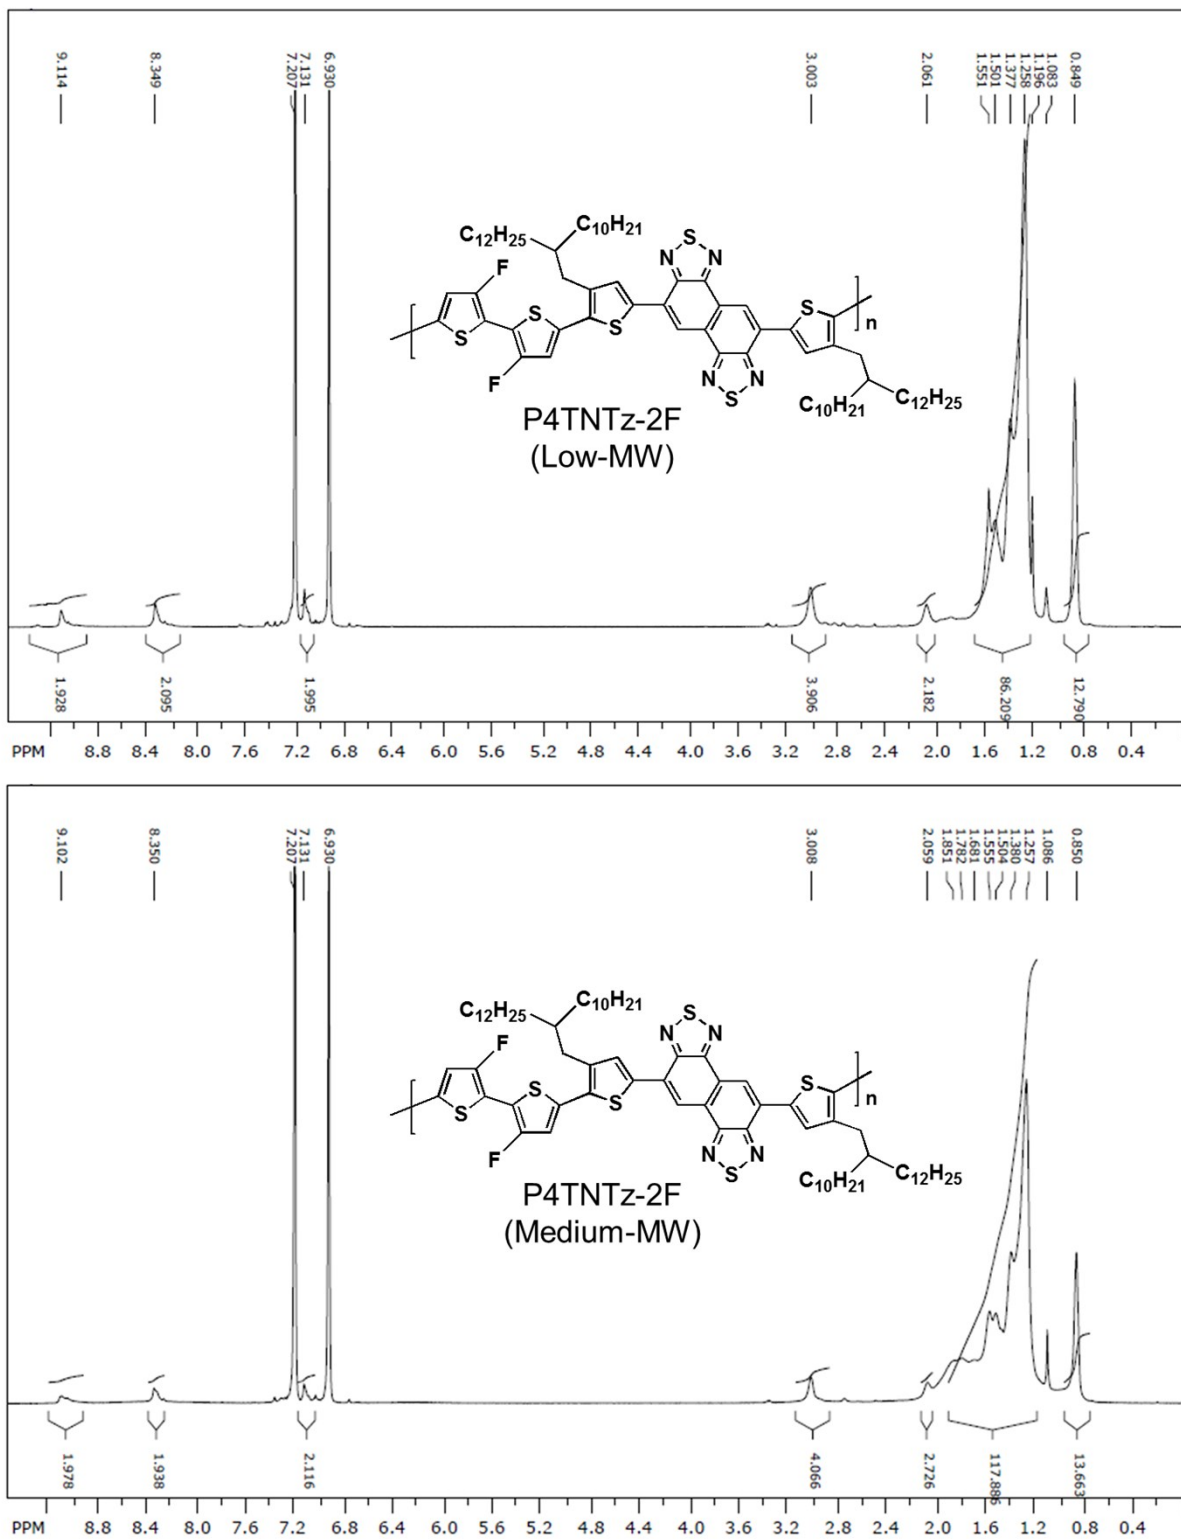 9.114
8.349
7.207
7.131
6.930
3.003
2.061
1.551
1.501
1.377
1.258
1.196
1.083
0.849
C12H25
C10H21
F
S
N
N
S
S
S
F
S
n
S
N
N
S
C10H21
C12H25
P4TNTz-2F
(Low-MW)
1.928
2.095
1.995
3.906
2.182
86.209
12.790
PPM 8.8 8.4 8.0 7.6 7.2 6.8 6.4 6.0 5.6 5.2 4.8 4.4 4.0 3.6 3.2 2.8 2.4 2.0 1.6 1.2 0.8 0.4
9.102
8.350
7.207
7.131
6.930
3.008
2.059
1.851
1.782
1.681
1.555
1.504
1.380
1.257
1.086
0.850
C12H25
C10H21
F
S
N
N
S
S
S
F
S
n
S
N
N
S
C10H21
C12H25
P4TNTz-2F
(Medium-MW)
1.978
1.938
2.116
4.066
2.726
117.886
13.663
PPM 8.8 8.4 8.0 7.6 7.2 6.8 6.4 6.0 5.6 5.2 4.8 4.4 4.0 3.6 3.2 2.8 2.4 2.0 1.6 1.2 0.8 0.4